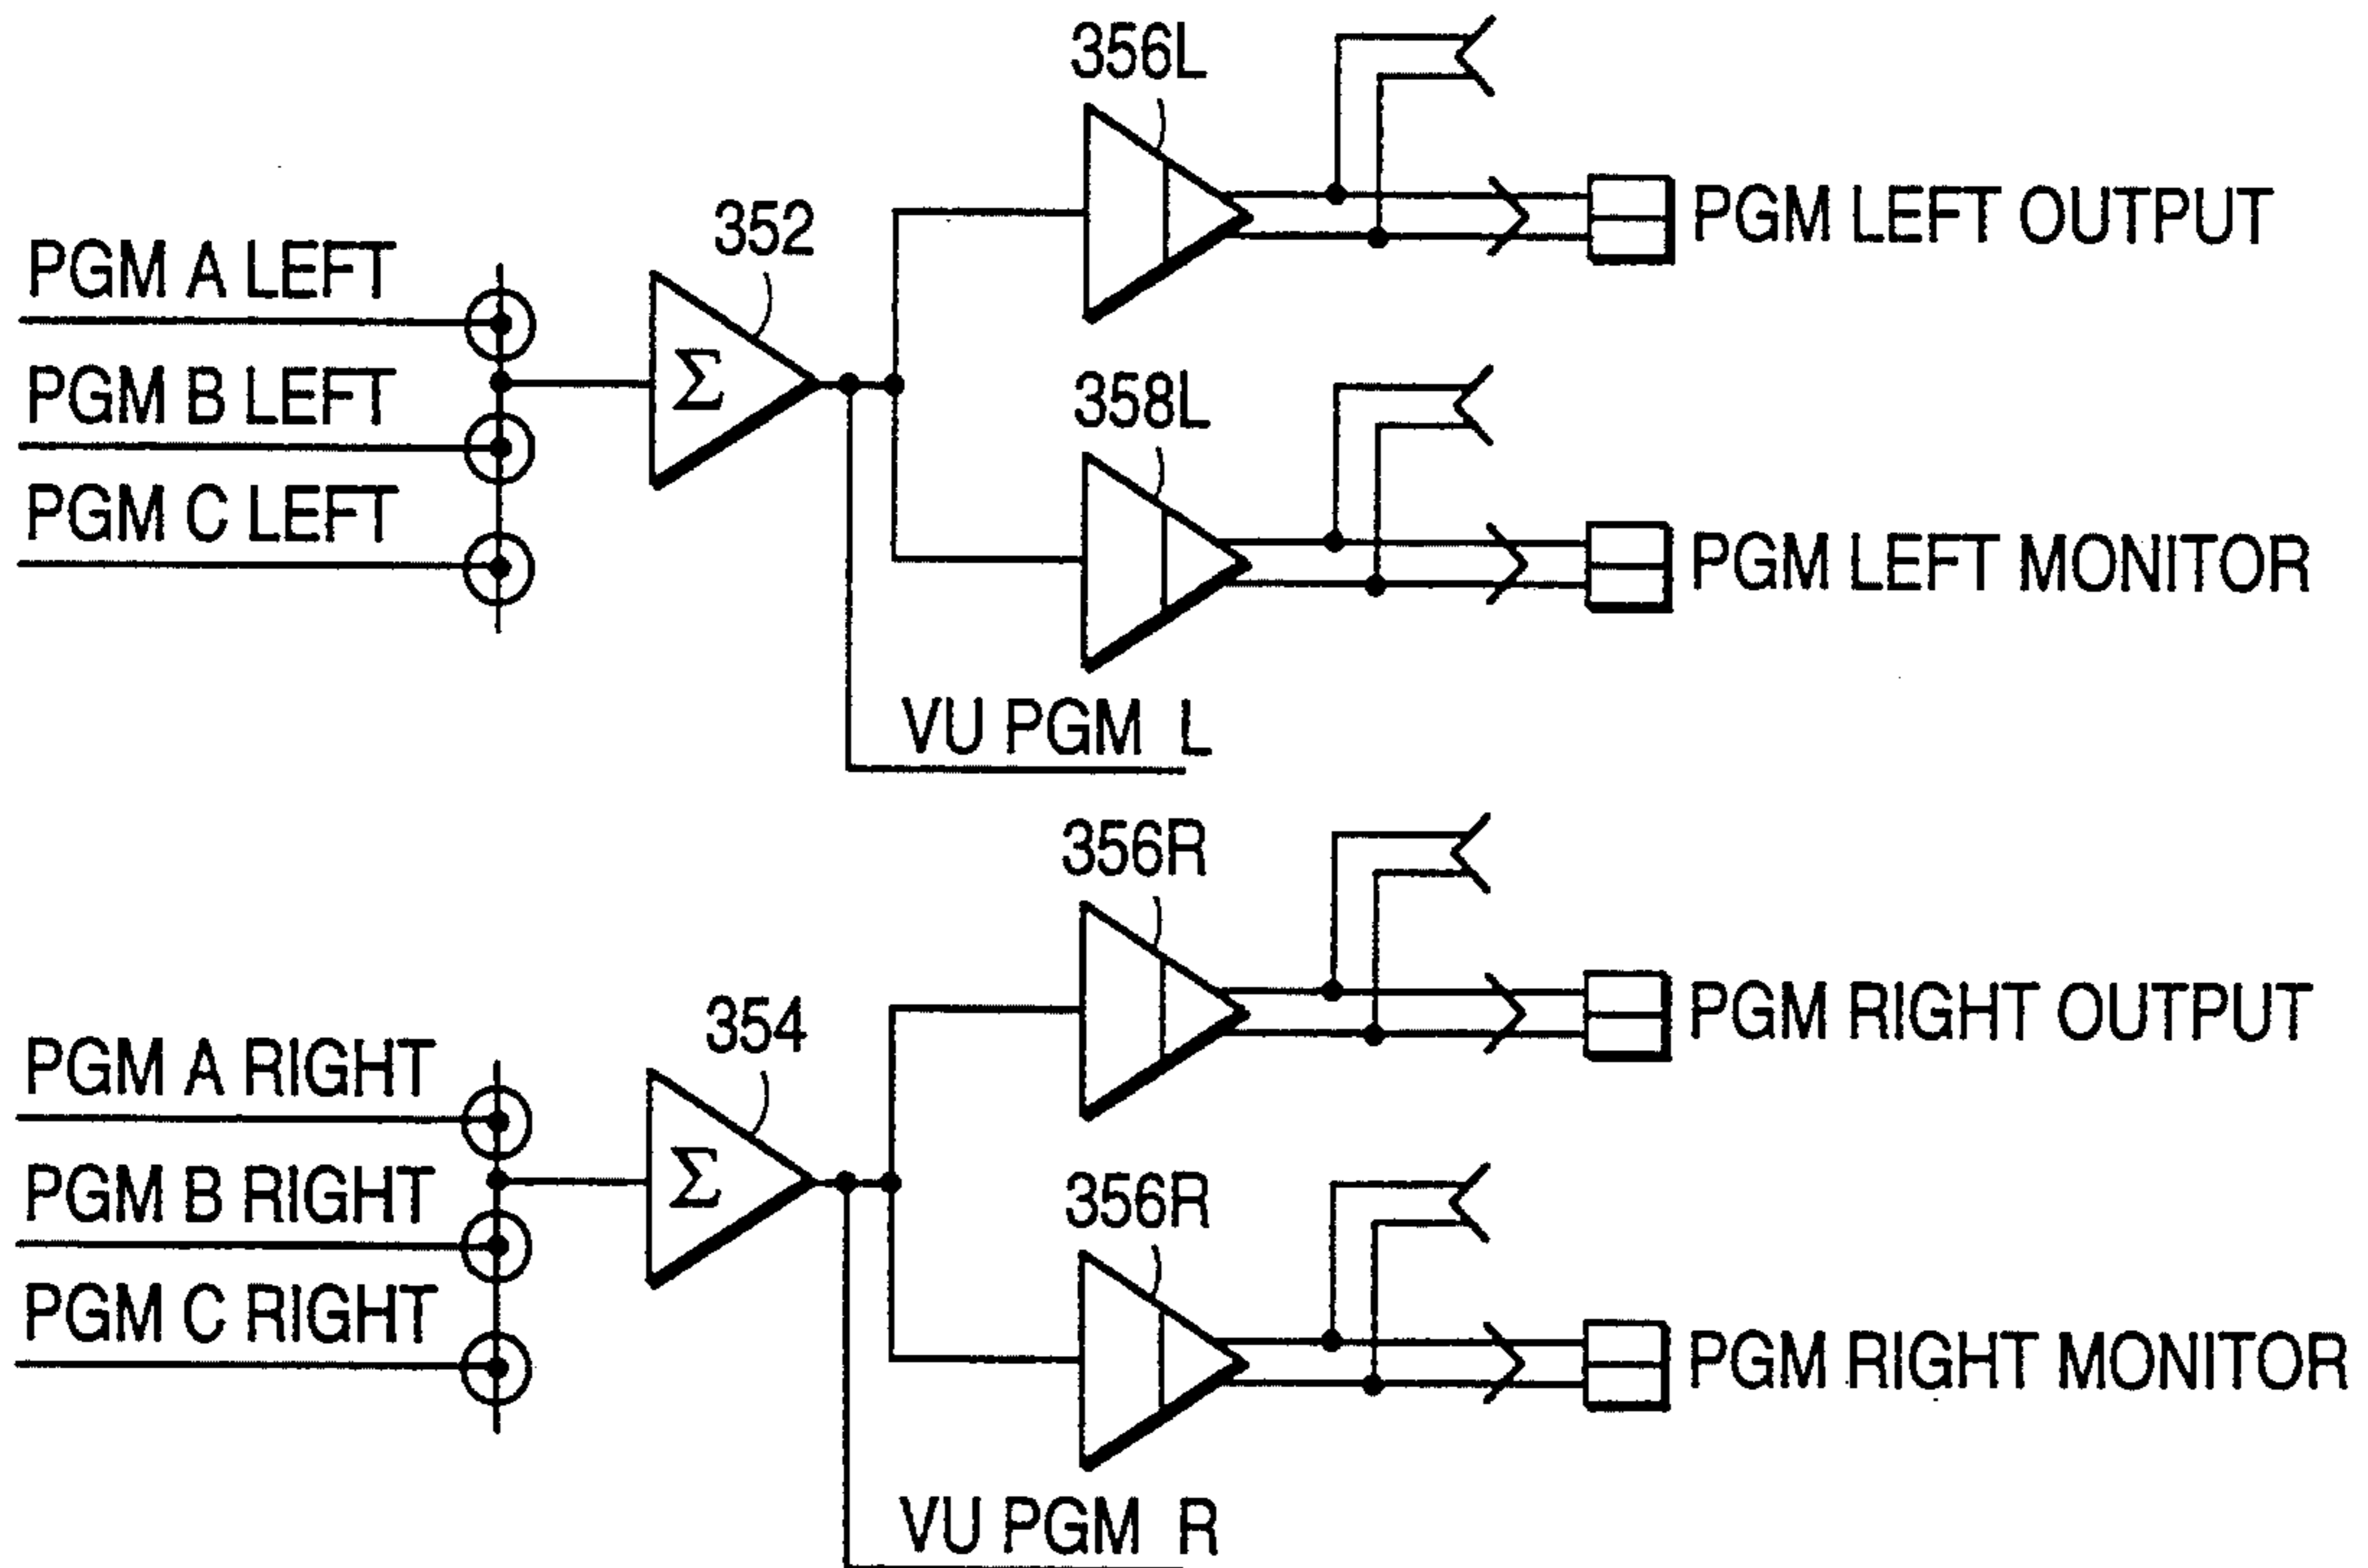 356L
352
PGM LEFT OUTPUT
PGM A LEFT
PGM B LEFT
358L
PGM C LEFT
PGM LEFT MONITOR
Σ
VU PGM L
356R
354
PGM RIGHT OUTPUT
PGM A RIGHT
PGM B RIGHT
356R
Σ
PGM C RIGHT
PGM RIGHT MONITOR
VU PGM R